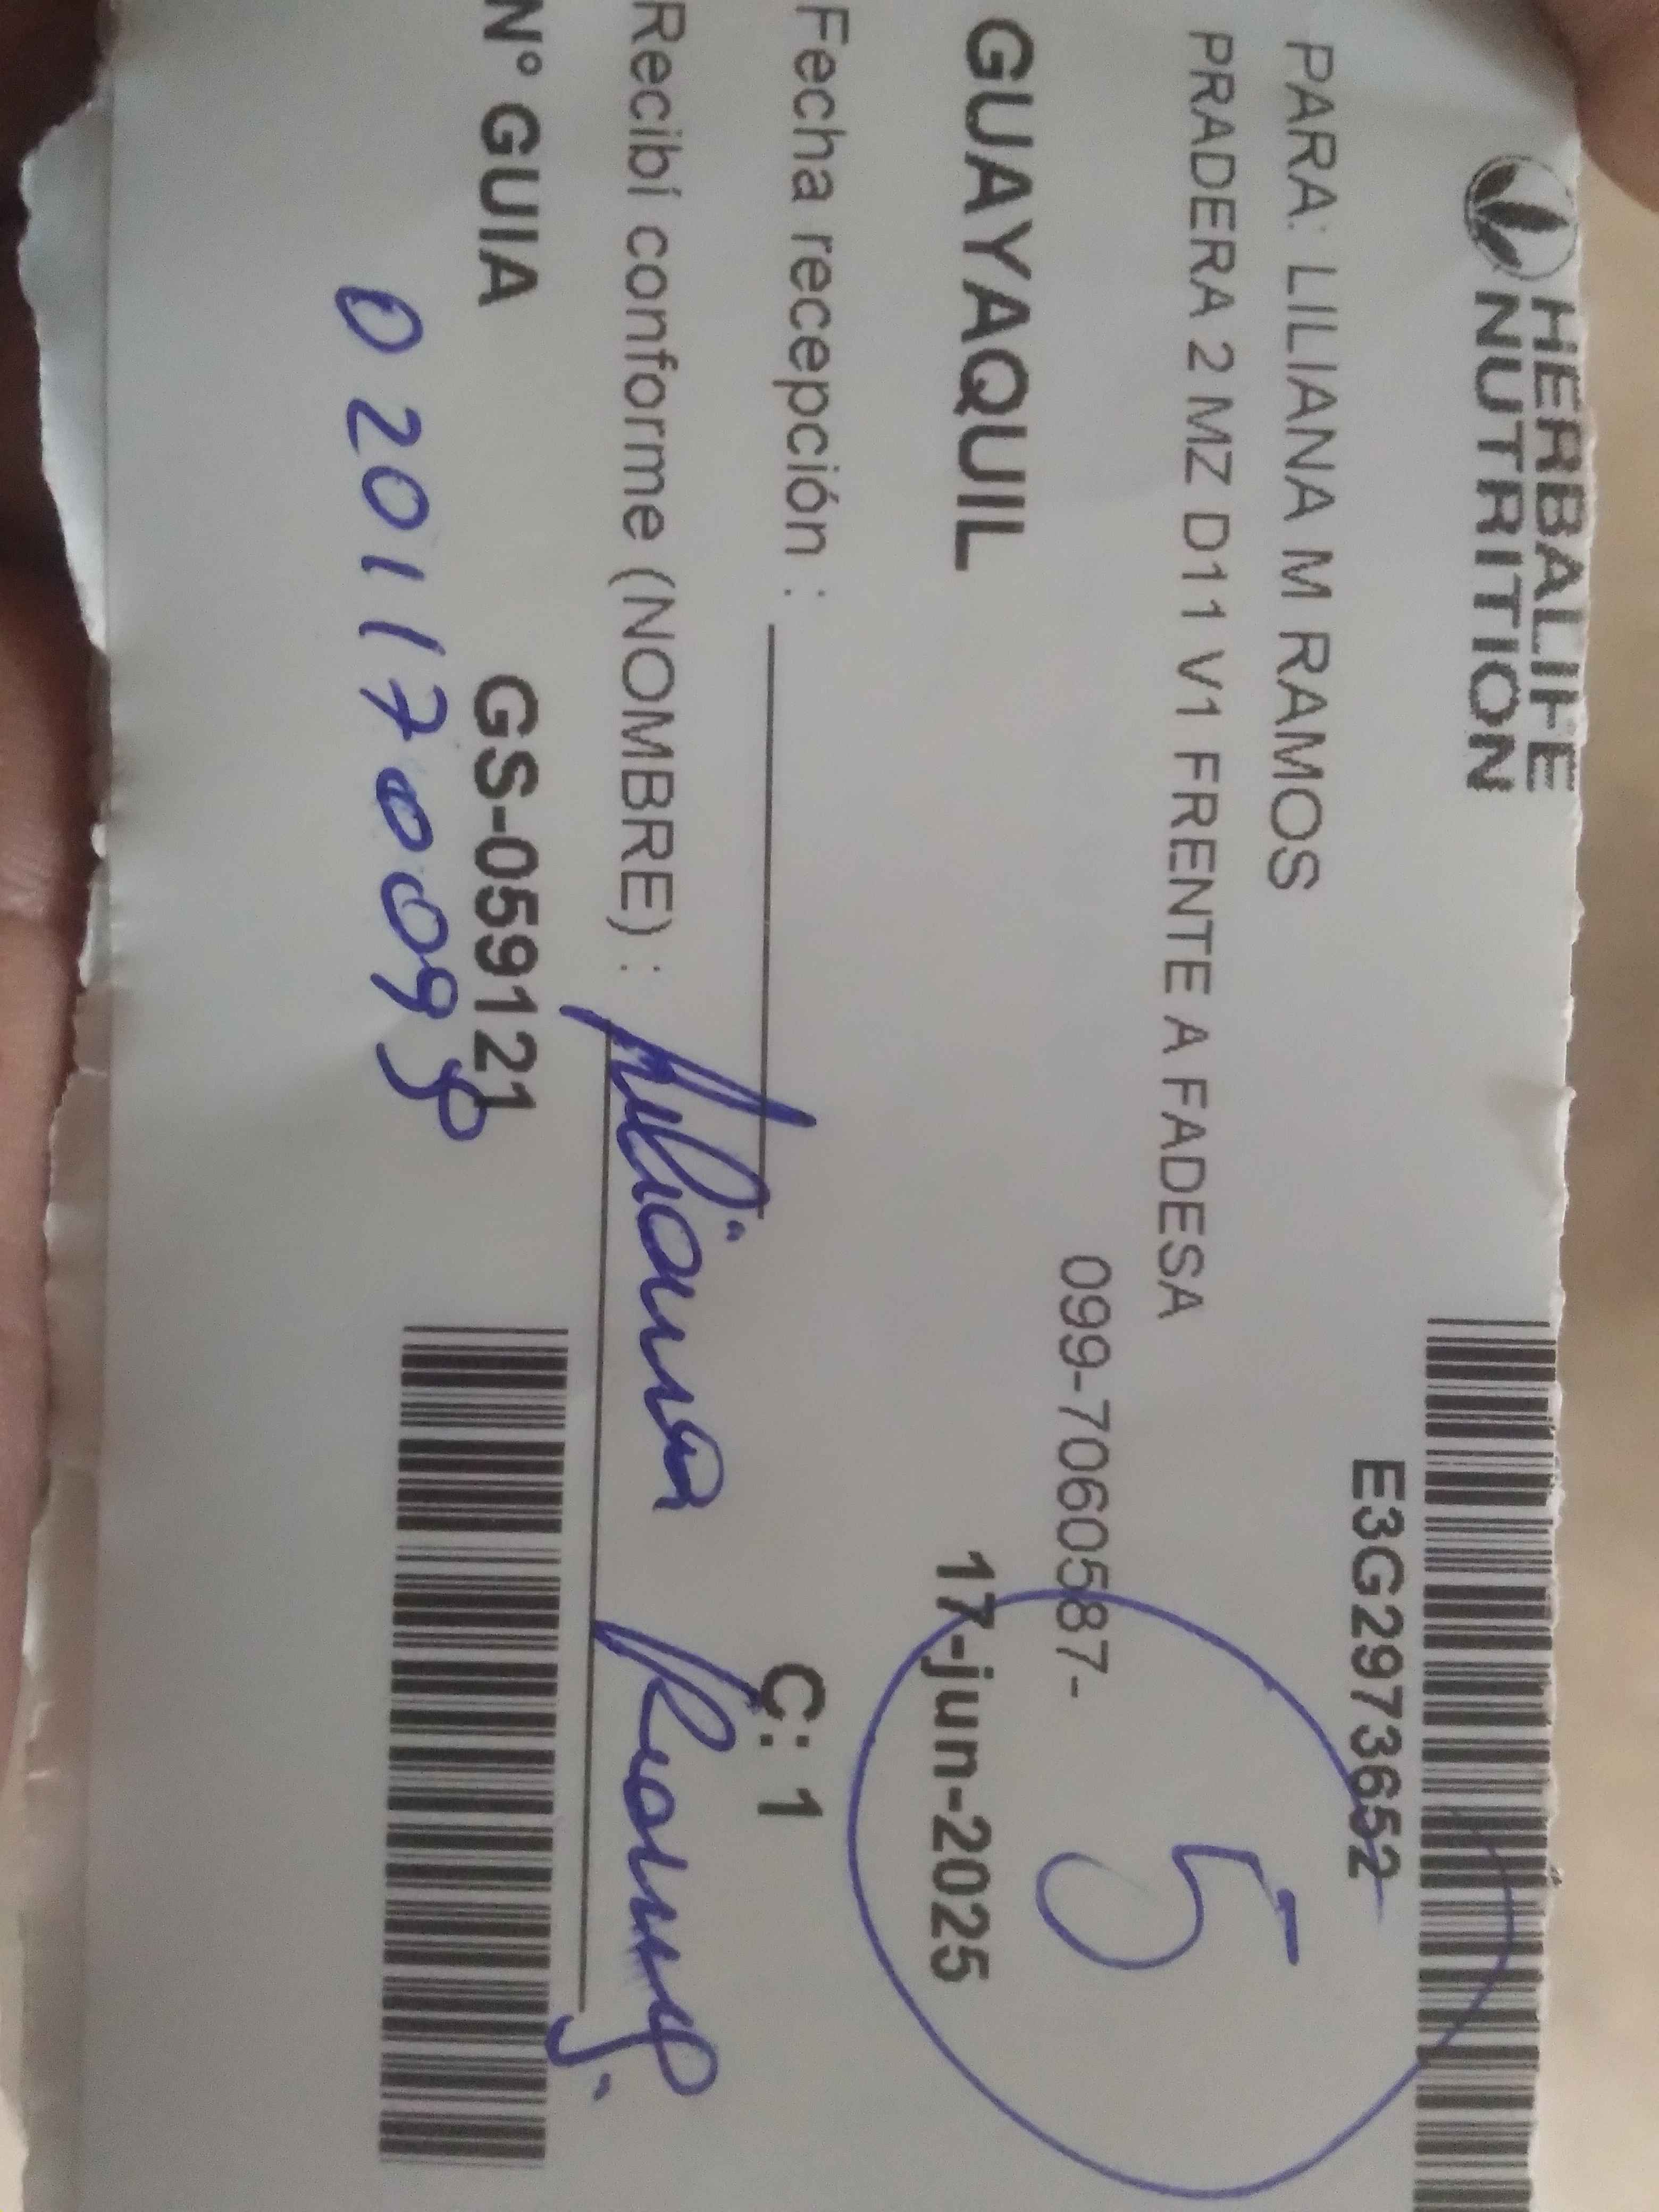 HERBALIFE
NUTRITION
E3G2973652
PARA: LILIANA M RAMOS
PRADERA 2 MZ D11 V1 FRENTE A FADESA
099-7060587-
5
GUAYAQUIL
17-jun-2025
Fecha recepción :
C: 1
Recibí conforme (NOMBRE) : Liliana Ramos
N° GUIA GS-059121
0201170099